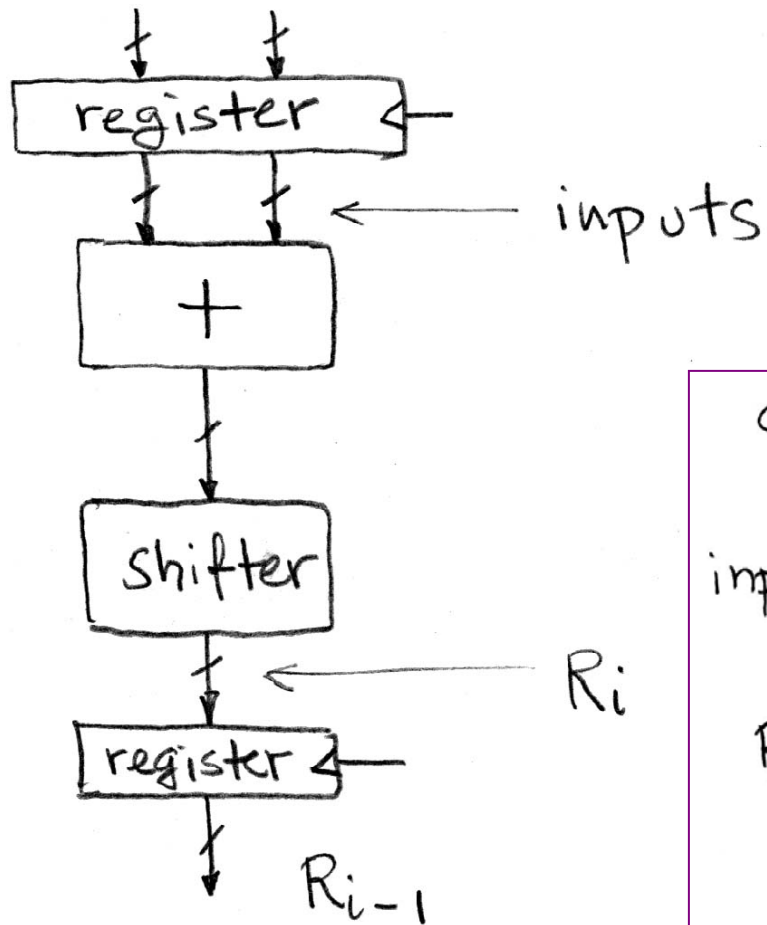 register
inputs
+
shifter
inp
Ri
register
Ri-1